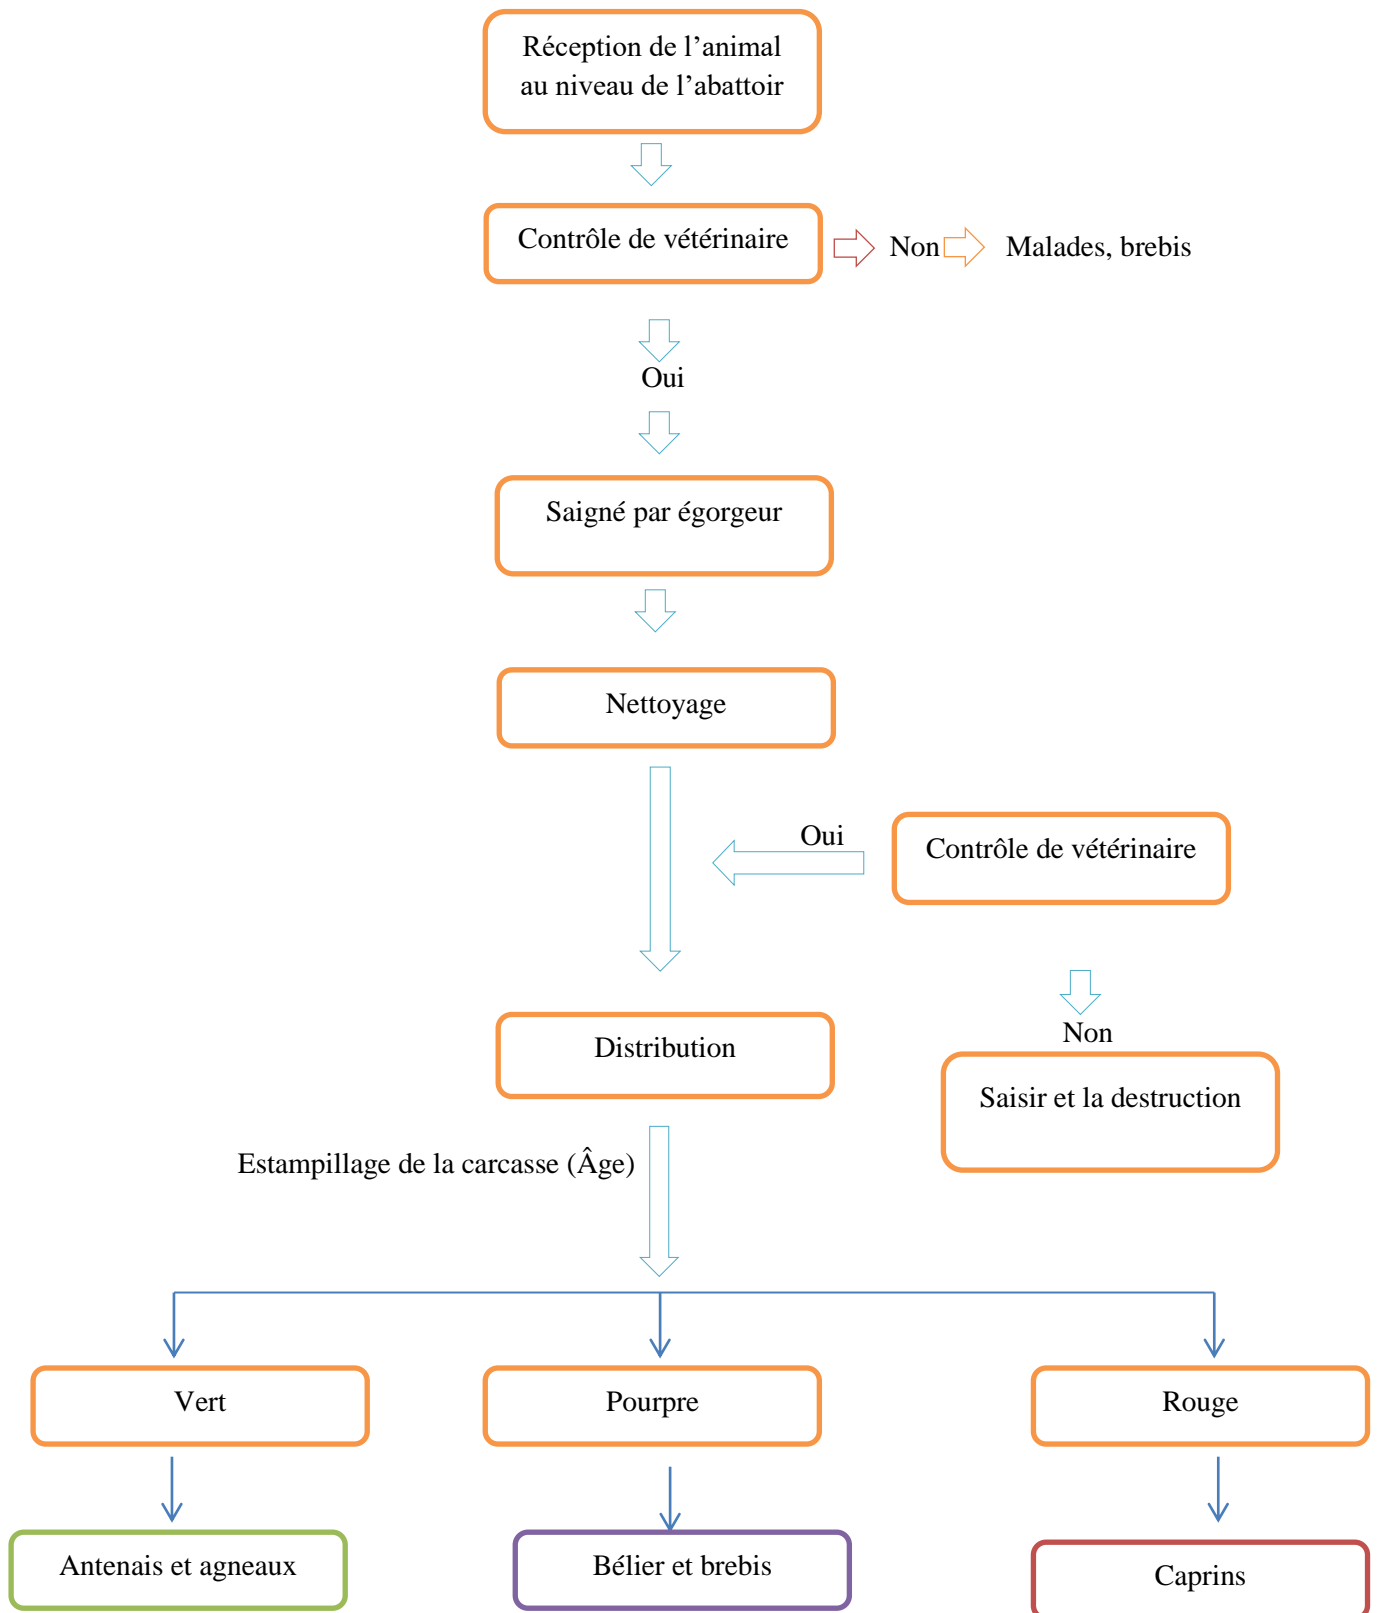 Réception de l’animal
au niveau de l’abattoir
Contrôle de vétérinaire
Non
Malades, brebis
Oui
Saigné par égorgeur
Nettoyage
Oui
Contrôle de vétérinaire
Non
Distribution
Saisir et la destruction
Estampillage de la carcasse (Âge)
Vert
Pourpre
Rouge
Antenais et agneaux
Bélier et brebis
Caprins